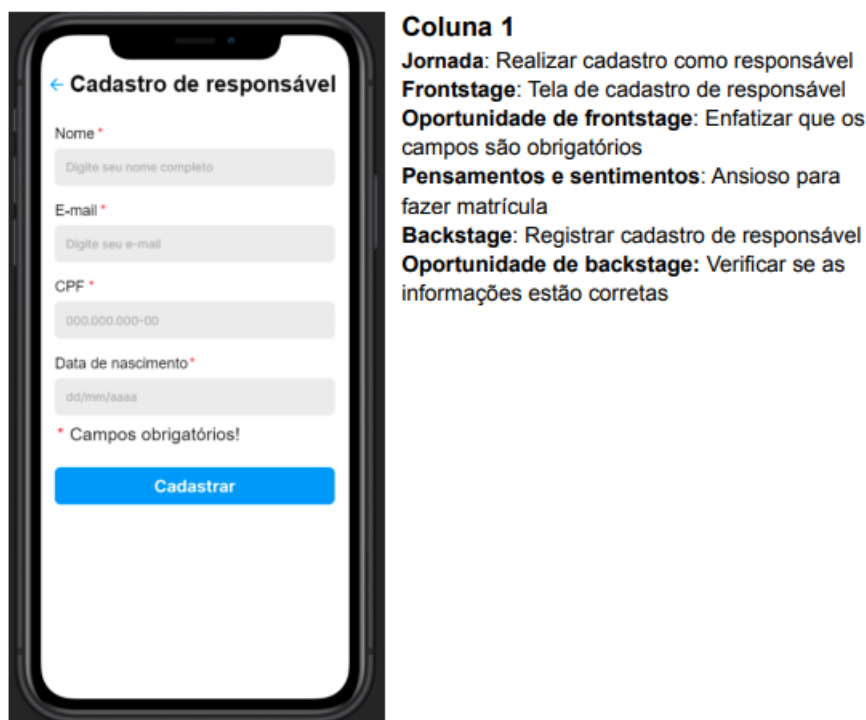 ← Cadastro de responsável
Nome *
Digite seu nome completo
E-mail *
Digite seu e-mail
CPF *
000.000.000-00
Data de nascimento *
dd/mm/aaaa
* Campos obrigatórios!
Cadastrar
Coluna 1
Jornada: Realizar cadastro como responsável
Frontstage: Tela de cadastro de responsável
Oportunidade de frontstage: Enfatizar que os
campos são obrigatórios
Pensamentos e sentimentos: Ansioso para
fazer matrícula
Backstage: Registrar cadastro de responsável
Oportunidade de backstage: Verificar se as
informações estão corretas